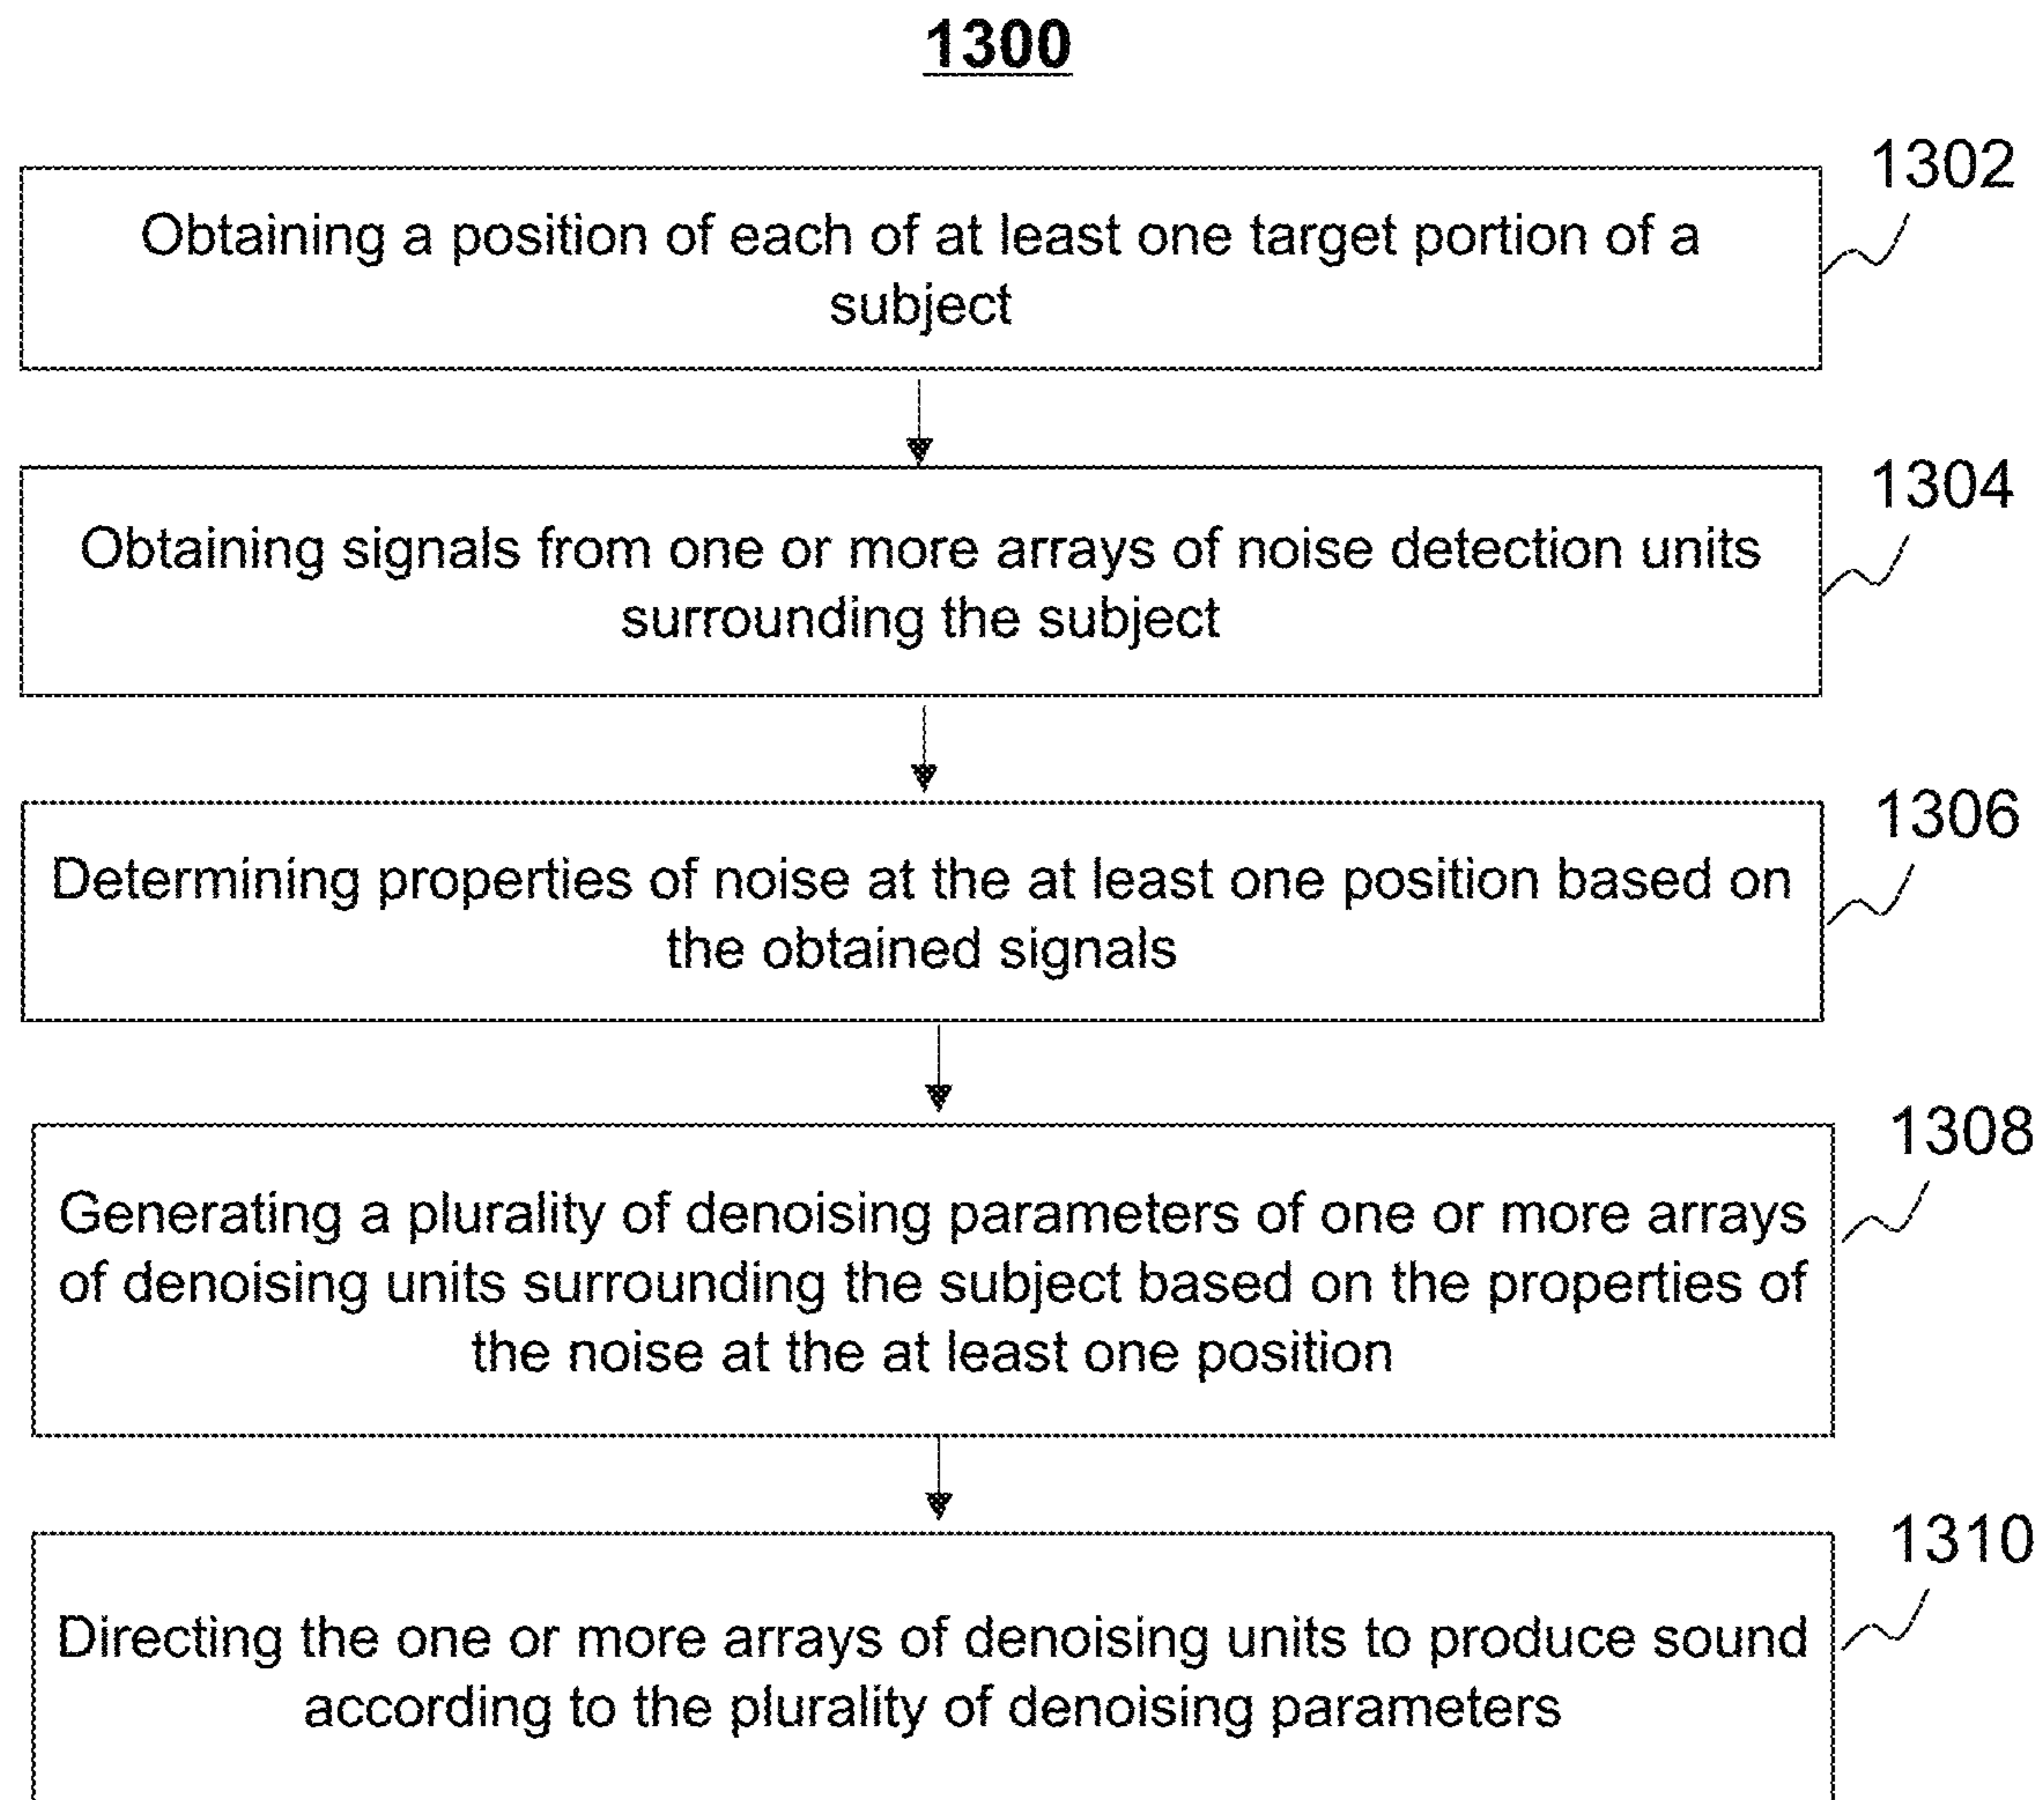 1300
1302
Obtaining a position of each of at least one target portion of a
subject
1304
Obtaining signals from one or more arrays of noise detection units
surrounding the subject
1306
Determining properties of noise at the at least one position based on
the obtained signals
1308
Generating a plurality of denoising parameters of one or more arrays
of denoising units surrounding the subject based on the properties of
the noise at the at least one position
1310
Directing the one or more arrays of denoising units to produce sound
according to the plurality of denoising parameters